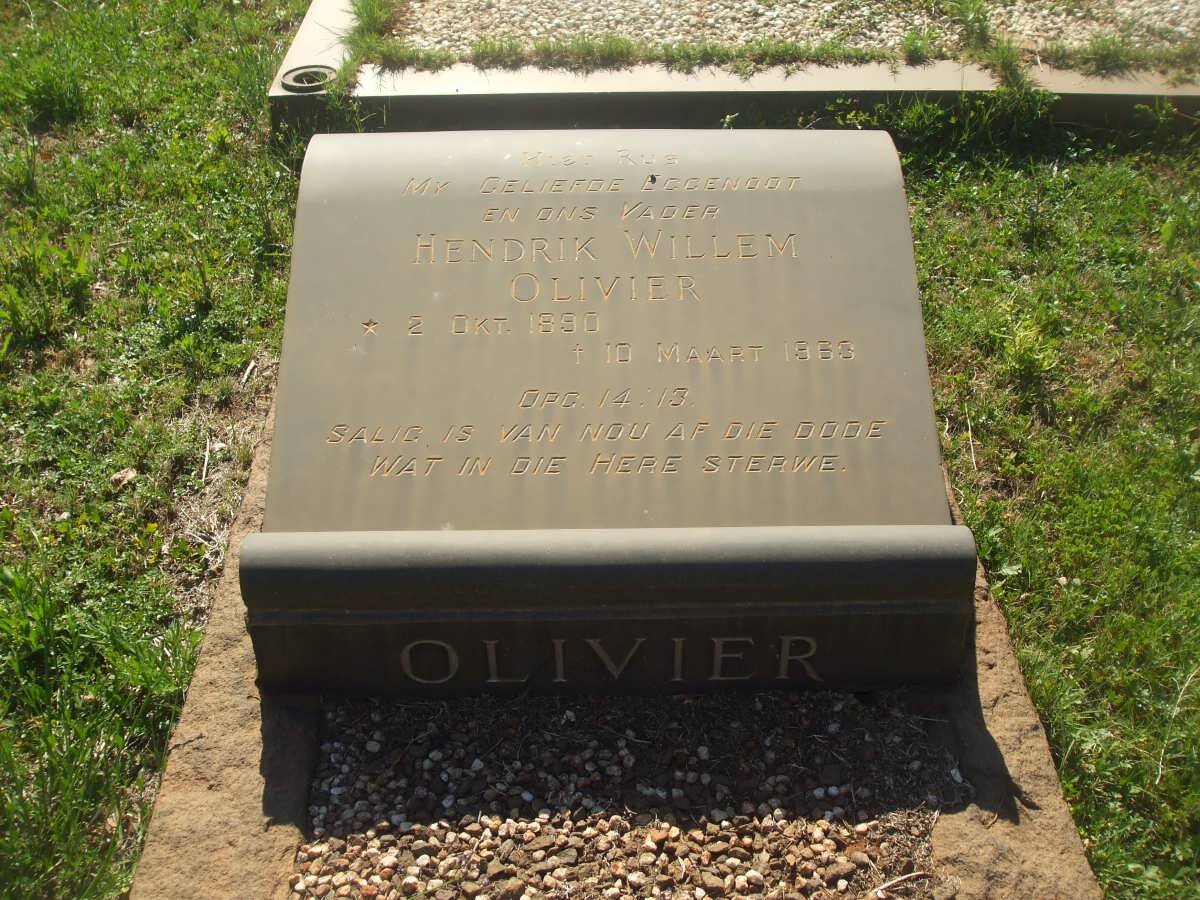 Hier Rus
My Geliefde Eggenoot
en ons Vader
Hendrik Willem
Olivier
* 2 Okt. 1890
† 10 Maart 1963
Opg. 14:13.
Salig is van nou af die dode
wat in die Here sterwe.
OLIVIER